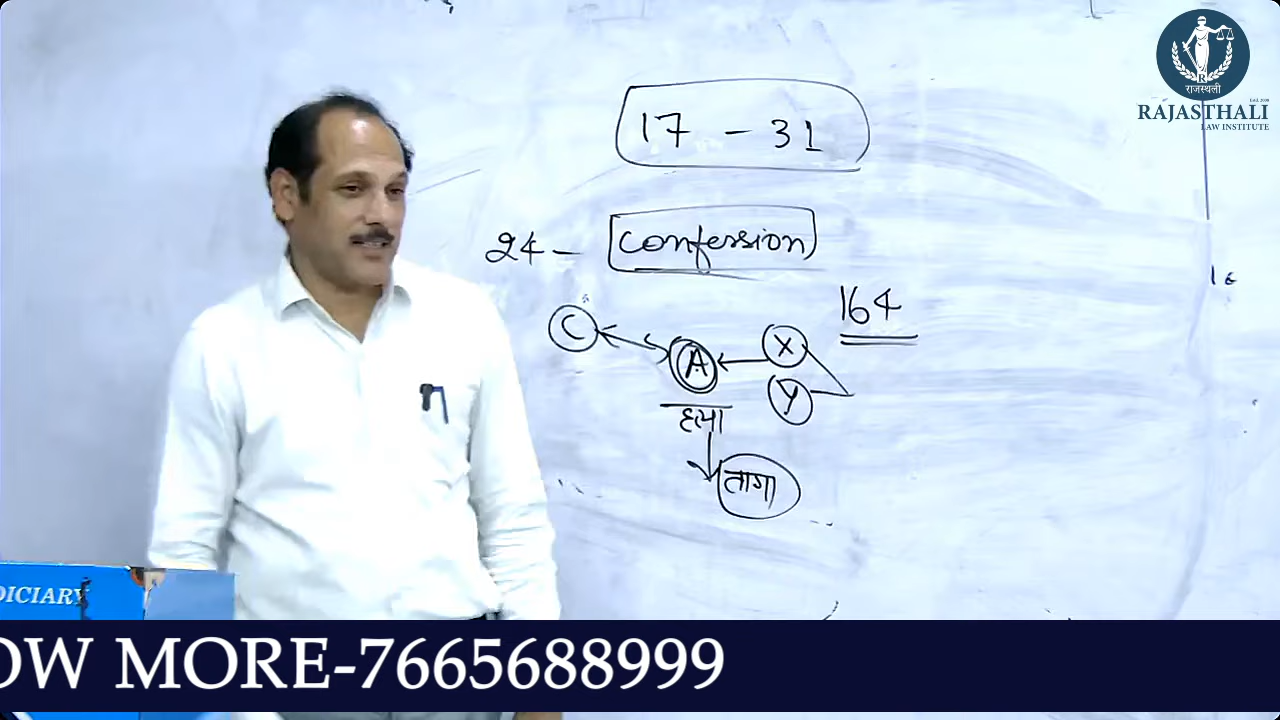 17 - 31
24 - Confession
164
C A X
Y
हत्या
तागा
राजस्थली
RAJASTHALI
LAW INSTITUTE
DICIARY
OW MORE-7665688999